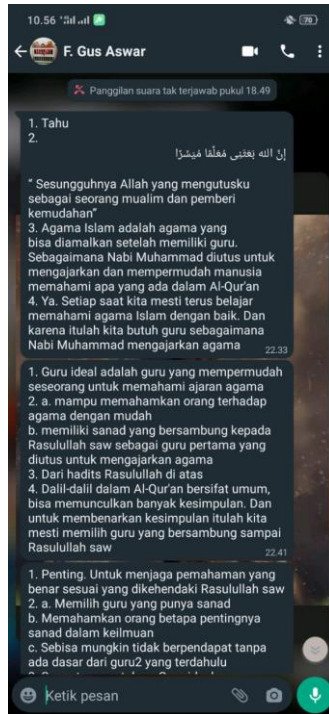 10.56
70
F. Gus Aswar
Panggilan suara tak terjawab pukul 18.49
1. Tahu
2.
إنّ الله بَعَثَنِي مُعَلِّمًا مُيَسِّرًا
“ Sesungguhnya Allah yang mengutusku
sebagai seorang mualim dan pemberi
kemudahan”
3. Agama Islam adalah agama yang
bisa diamalkan setelah memiliki guru.
Sebagaimana Nabi Muhammad diutus untuk
mengajarkan dan mempermudah manusia
memahami apa yang ada dalam Al-Qur'an
4. Ya. Setiap saat kita mesti terus belajar
memahami agama Islam dengan baik. Dan
karena itulah kita butuh guru sebagaimana
Nabi Muhammad mengajarkan agama 22.33
1. Guru ideal adalah guru yang mempermudah
seseorang untuk memahami ajaran agama
2. a. mampu memahamkan orang terhadap
agama dengan mudah
b. memiliki sanad yang bersambung kepada
Rasulullah saw sebagai guru pertama yang
diutus untuk mengajarkan agama
3. Dari hadits Rasulullah di atas
4. Dalil-dalil dalam Al-Qur'an bersifat umum,
bisa memunculkan banyak kesimpulan. Dan
untuk membenarkan kesimpulan itulah kita
mesti memilih guru yang bersambung sampai
Rasulullah saw 22.41
1. Penting. Untuk menjaga pemahaman yang
benar sesuai yang dikehendaki Rasulullah saw
2. a. Memilih guru yang punya sanad
b. Memahamkan orang betapa pentingnya
sanad dalam keilmuan
c. Sebisa mungkin tidak berpendapat tanpa
ada dasar dari guru2 yang terdahulu
Ketik pesan